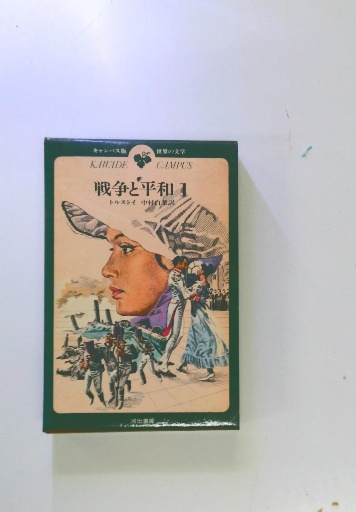 キャンパス版 世界の文学
KAWADE CAMPUS
戦争と平和 1
トルストイ 中村白葉訳
河出書房